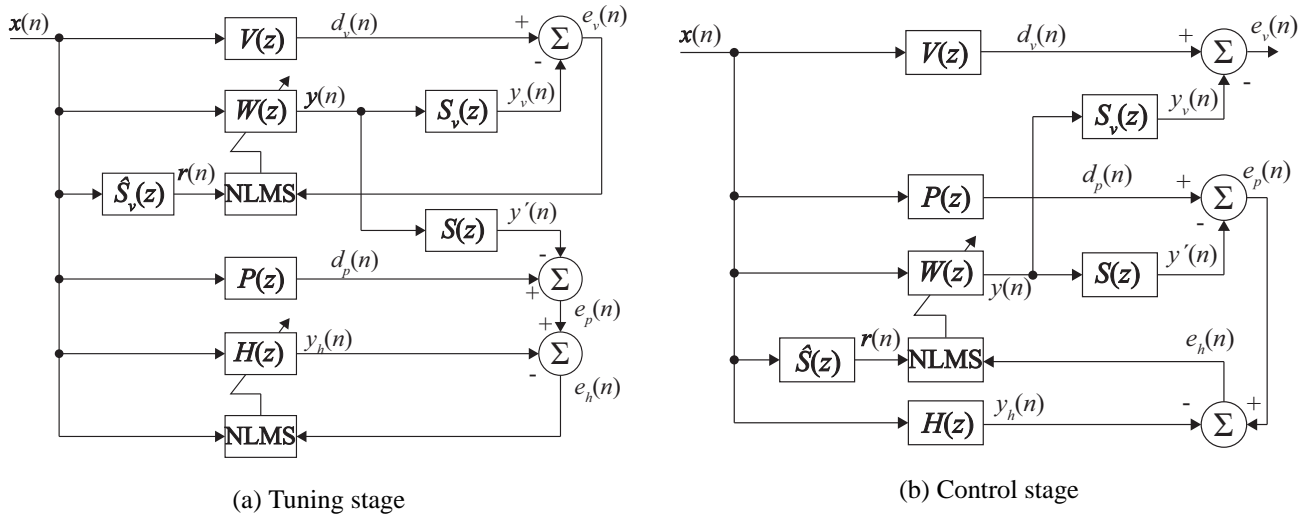 x(n)
V(z)
d_v(n)
+
Σ
e_v(n)
-
W(z)
y(n)
S_v(z)
y_v(n)
Ŝ_v(z)
r(n)
NLMS
S(z)
y´(n)
-
P(z)
d_p(n)
+
Σ
e_p(n)
+
H(z)
y_h(n)
-
Σ
e_h(n)
NLMS
(a) Tuning stage
x(n)
V(z)
d_v(n)
+
Σ
e_v(n)
-
S_v(z)
y_v(n)
P(z)
d_p(n)
+
Σ
e_p(n)
-
W(z)
y(n)
S(z)
y´(n)
Ŝ(z)
r(n)
NLMS
e_h(n)
H(z)
y_h(n)
-
Σ
+
(b) Control stage